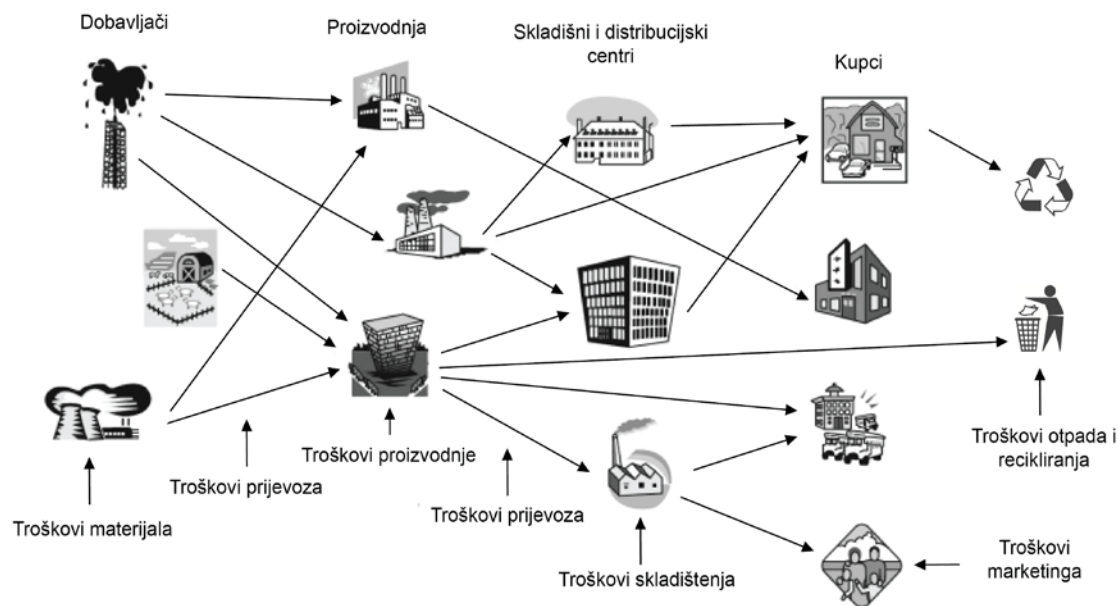 Dobavljači
Proizvodnja
Skladišni i distribucijski
centri
Kupci
Troškovi proizvodnje
Troškovi otpada i
recikliranja
Troškovi prijevoza
Troškovi prijevoza
Troškovi materijala
Troškovi skladištenja
Troškovi
marketinga